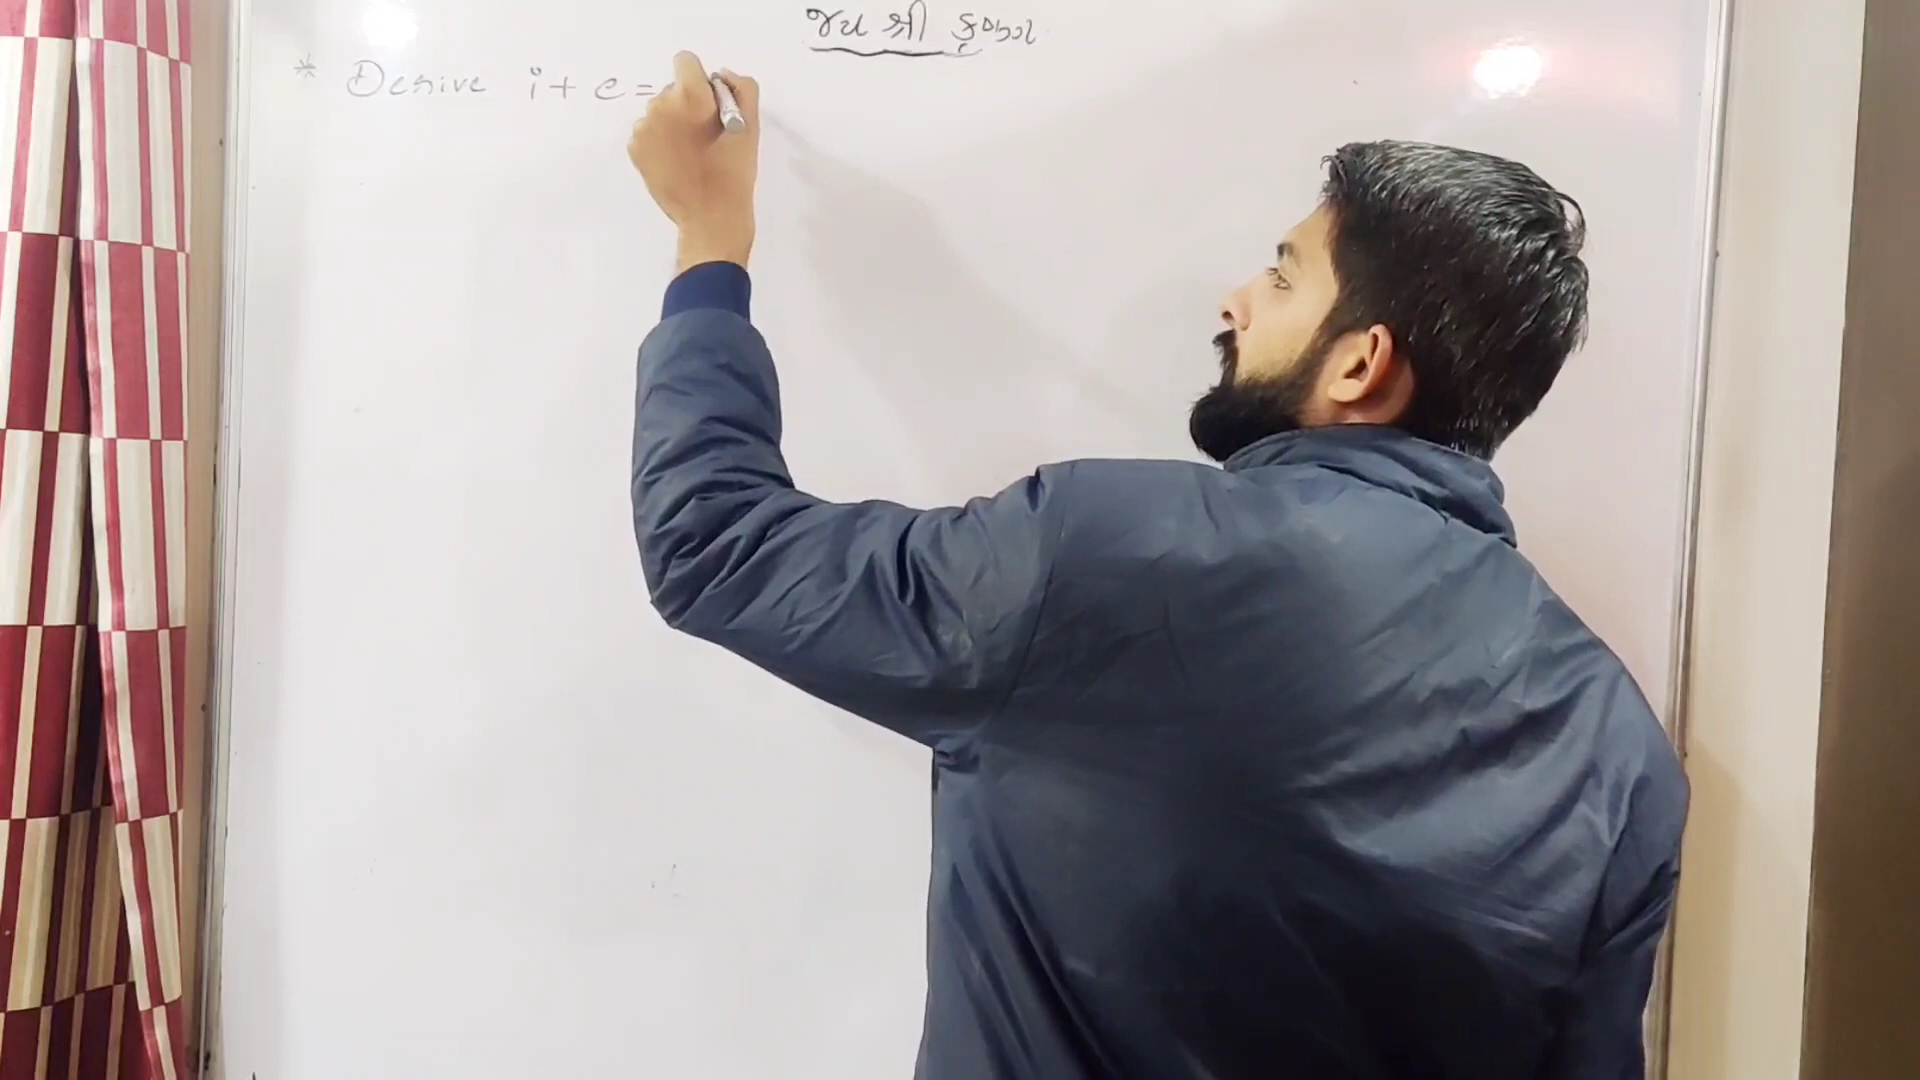 જય શ્રી કૃષ્ણ
* Derive i + e =